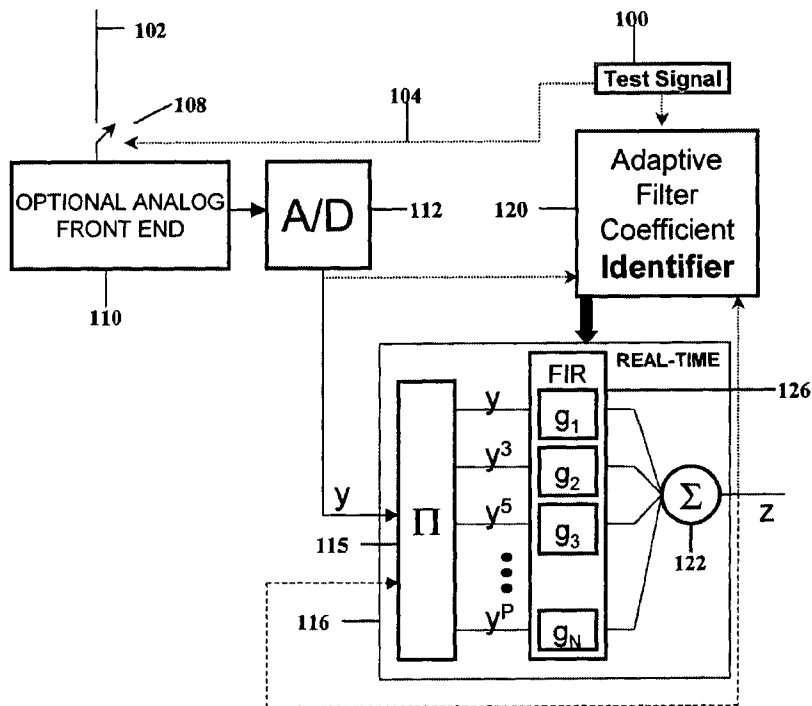 102
100
Test Signal
108
104
OPTIONAL ANALOG
FRONT END
A/D
112
120
Adaptive
Filter
Coefficient
Identifier
110
REAL-TIME
FIR
126
y
g₁
y³
g₂
y
Π
y⁵
g₃
Σ
z
115
122
116
yᴾ
g_N